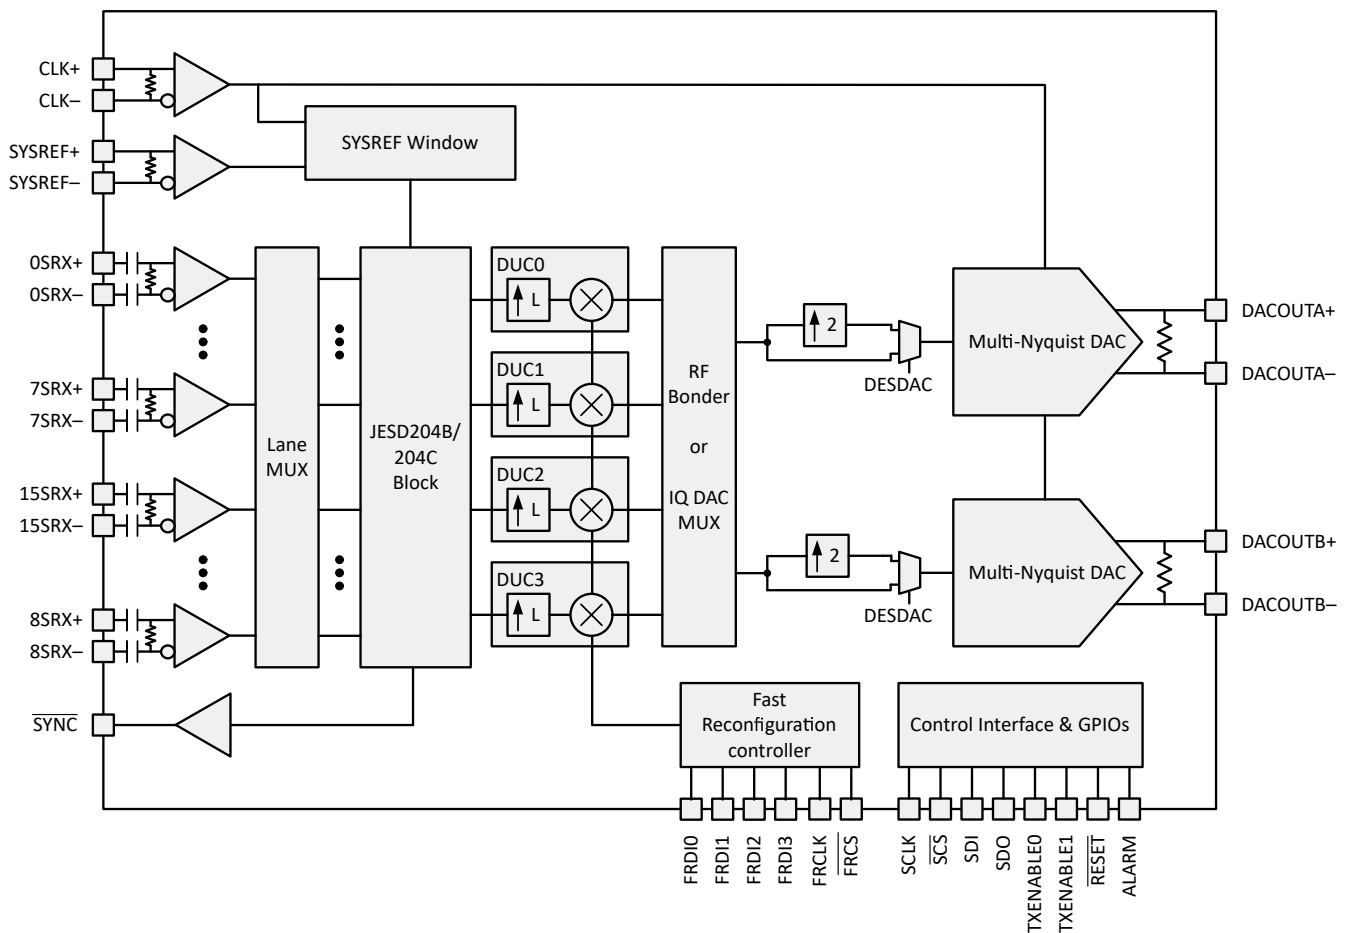 CLK+
CLK–
SYSREF+
SYSREF–
SYSREF Window
0SRX+
0SRX–
7SRX+
7SRX–
15SRX+
15SRX–
8SRX+
8SRX–
SYNC
Lane
MUX
JESD204B/
204C
Block
DUC0
L
DUC1
L
DUC2
L
DUC3
L
RF
Bonder
or
IQ DAC
MUX
2
DESDAC
Multi-Nyquist DAC
DACOUTA+
DACOUTA–
2
DESDAC
Multi-Nyquist DAC
DACOUTB+
DACOUTB–
Fast
Reconfiguration
controller
Control Interface & GPIOs
FRDI0
FRDI1
FRDI2
FRDI3
FRCLK
FRCS
SCLK
SCS
SDI
SDO
TXENABLE0
TXENABLE1
RESET
ALARM